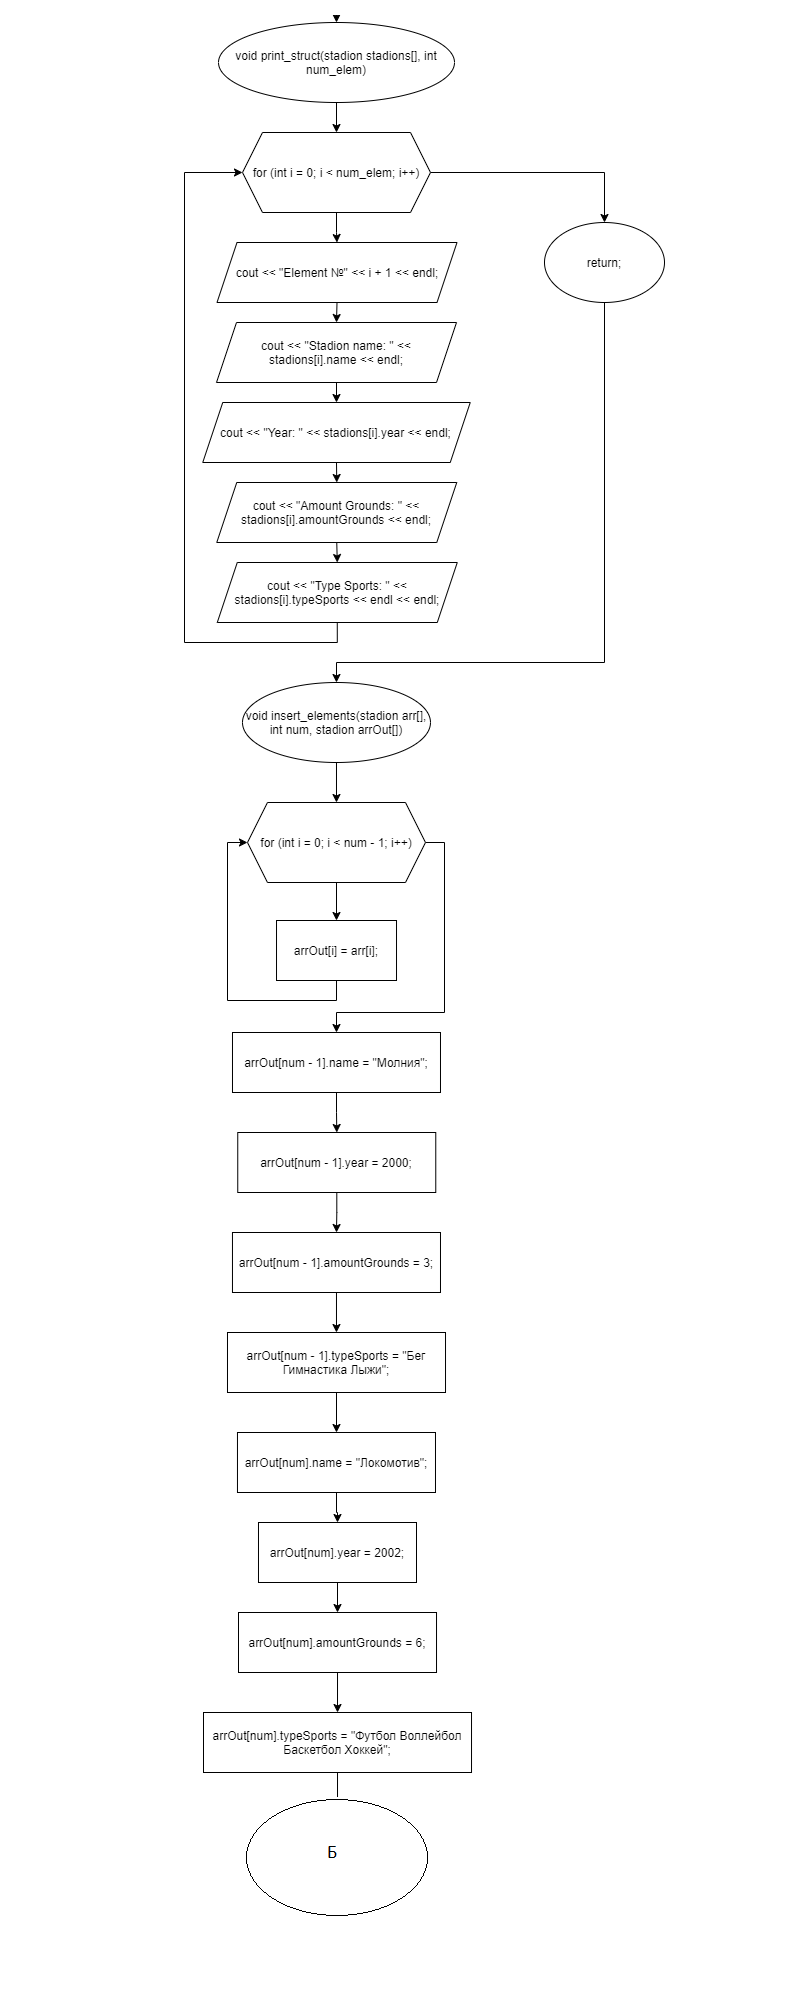 void print_struct(stadion stadions[], int
num_elem)
for (int i = 0; i < num_elem; i++)
return;
cout << "Element №" << i + 1 << endl;
cout << "Stadion name: " <<
stadions[i].name << endl;
cout << "Year: " << stadions[i].year << endl;
cout << "Amount Grounds: " <<
stadions[i].amountGrounds << endl;
cout << "Type Sports: " <<
stadions[i].typeSports << endl << endl;
void insert_elements(stadion arr[],
int num, stadion arrOut[])
for (int i = 0; i < num - 1; i++)
arrOut[i] = arr[i];
arrOut[num - 1].name = "Молния";
arrOut[num - 1].year = 2000;
arrOut[num - 1].amountGrounds = 3;
arrOut[num - 1].typeSports = "Бег
Гимнастика Лыжи";
arrOut[num].name = "Локомотив";
arrOut[num].year = 2002;
arrOut[num].amountGrounds = 6;
arrOut[num].typeSports = "Футбол Воллейбол
Баскетбол Хоккей";
Б